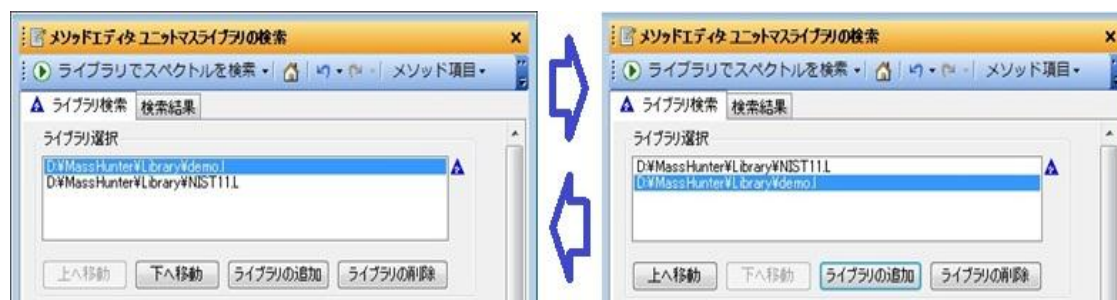 メソッドエディタ: ユニットマスライブラリの検索
ライブラリでスペクトルを検索
メソッド項目
ライブラリ検索
検索結果
ライブラリ選択
D:¥MassHunter¥Library¥demo.l
D:¥MassHunter¥Library¥NIST11.L
上へ移動
下へ移動
ライブラリの追加
ライブラリの削除
メソッドエディタ: ユニットマスライブラリの検索
ライブラリでスペクトルを検索
メソッド項目
ライブラリ検索
検索結果
ライブラリ選択
D:¥MassHunter¥Library¥NIST11.L
D:¥MassHunter¥Library¥demo.l
上へ移動
下へ移動
ライブラリの追加
ライブラリの削除